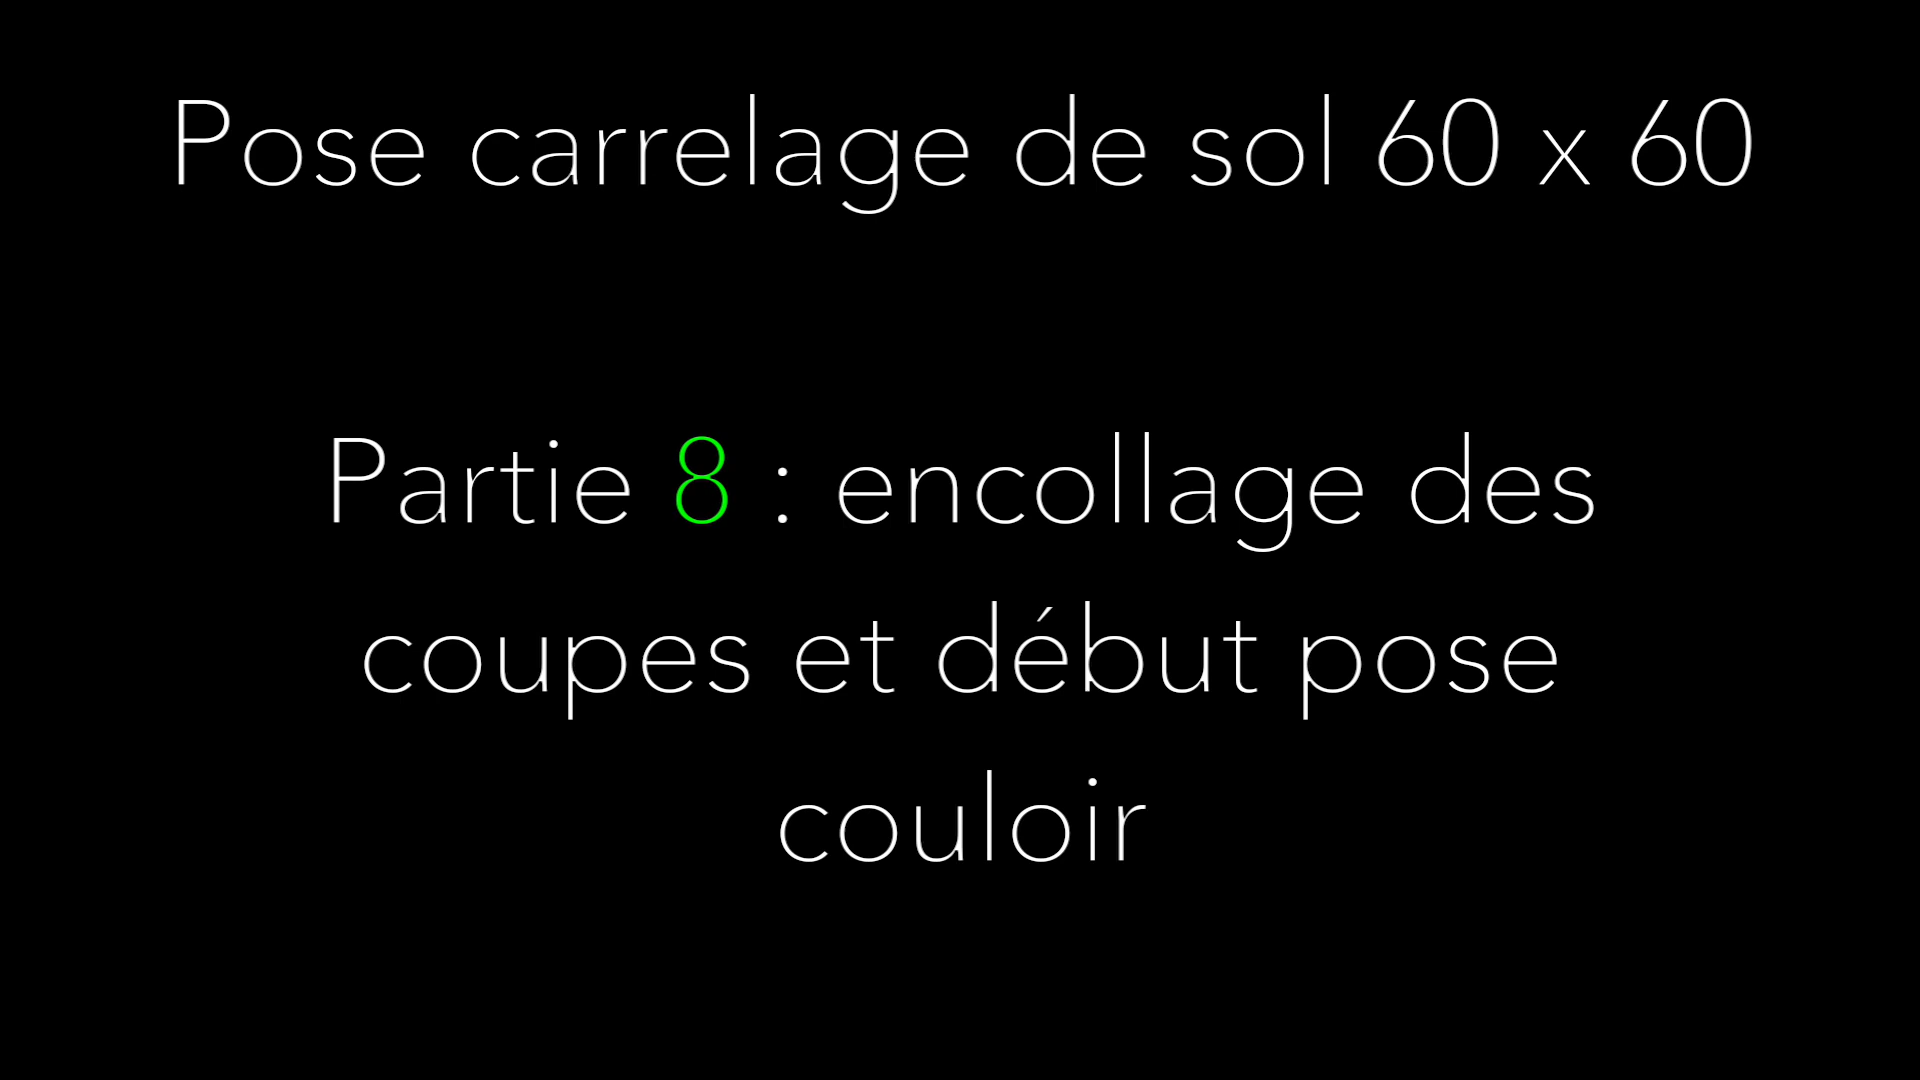 Pose carrelage de sol 60 x 60
Partie 8 : encollage des
coupes et début pose
couloir